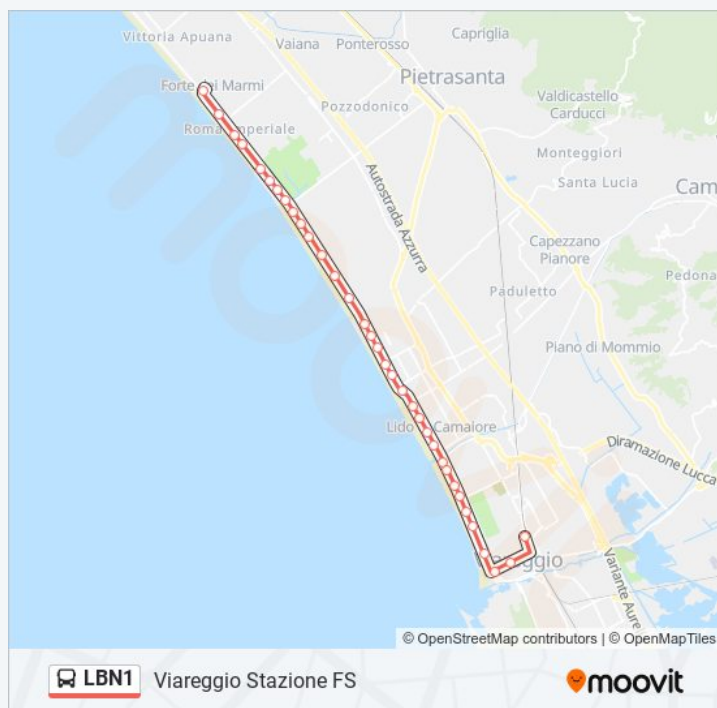 Vittoria Apuana
Vaiana
Ponterosso
Capriglia
Pietrasanta
Forte dei Marmi
Pozzodonico
Valdicastello
Carducci
Roma Imperiale
Monteggiori
Santa Lucia
Cam
Autostrada Azzurra
Capezzano
Pianore
Pedona
Paduletto
Piano di Mommio
Lido di Camaiore
Diramazione Lucca
Viareggio
Variante Aure
moovit
© OpenStreetMap contributors | © OpenMapTiles
LBN1
Viareggio Stazione FS
moovit